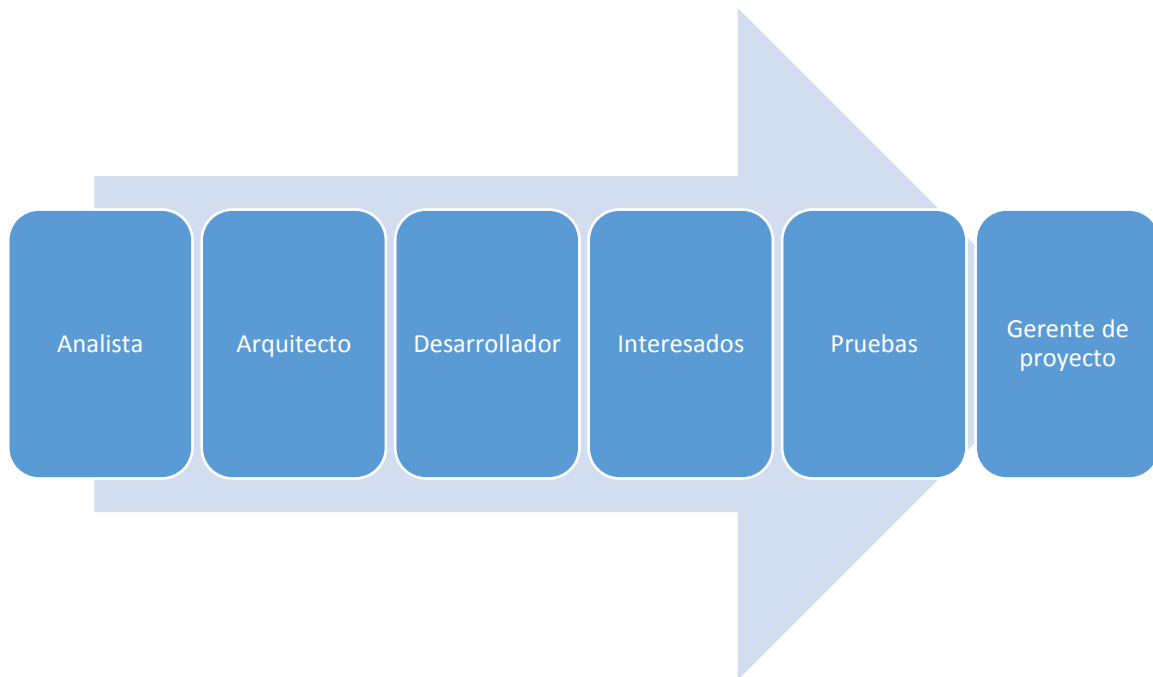 Analista
Arquitecto
Desarrollador
Interesados
Pruebas
Gerente de
proyecto